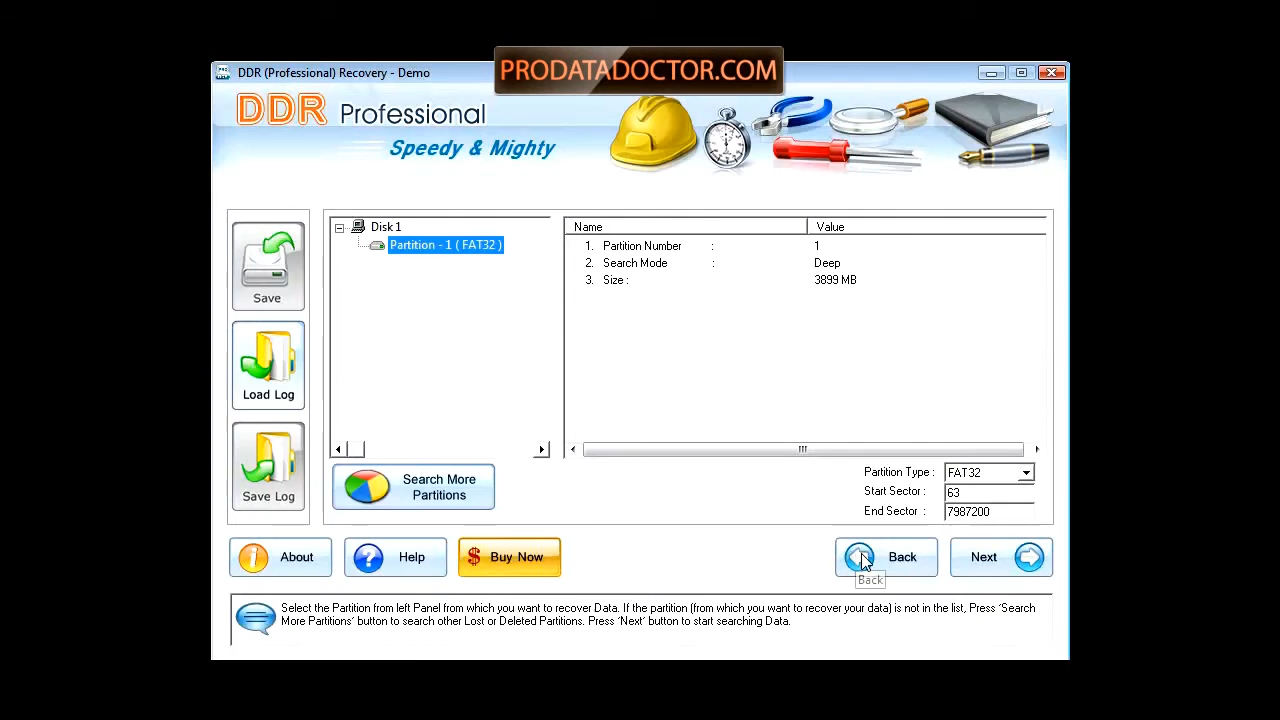 PRODATADOCTOR.COM
DDR (Professional) Recovery - Demo
DDR Professional
Speedy & Mighty
Save
Load Log
Save Log
Disk 1
Partition - 1 ( FAT32 )
Name Value
1. Partition Number : 1
2. Search Mode : Deep
3. Size : 3899 MB
Search More
Partitions
Partition Type : FAT32
Start Sector : 63
End Sector : 7987200
About Help $ Buy Now Back Next
Back
Select the Partition from left Panel from which you want to recover Data. If the partition (from which you want to recover your data) is not in the list, Press 'Search
More Partitions' button to search other Lost or Deleted Partitions. Press 'Next' button to start searching Data.